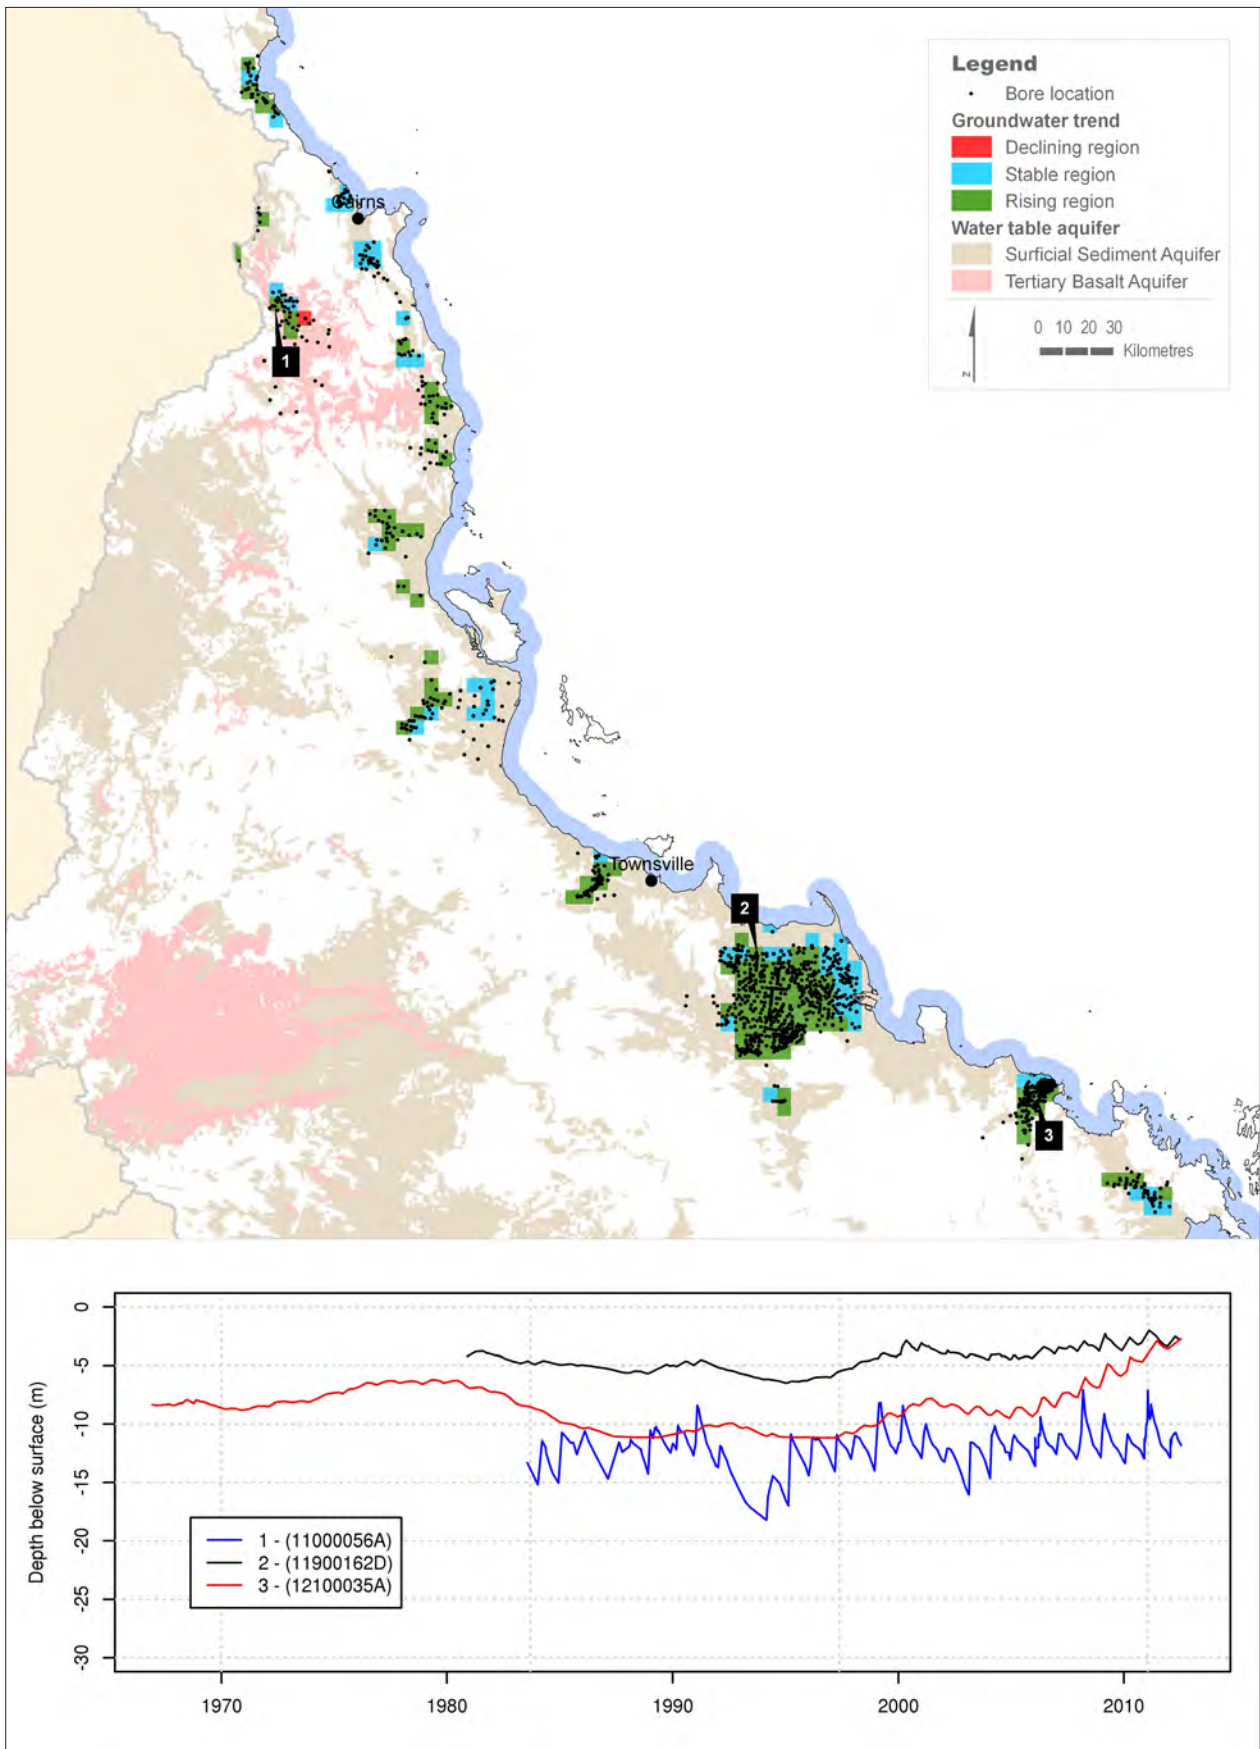 Legend
Bore location
Groundwater trend
Declining region
Stable region
Rising region
Water table aquifer
Surficial Sediment Aquifer
Tertiary Basalt Aquifer
0 10 20 30
Kilometres
N
Cairns
1
Townsville
2
3
Depth below surface (m)
0
-5
-10
-15
-20
-25
-30
1 - (11000056A)
2 - (11900162D)
3 - (12100035A)
1970 1980 1990 2000 2010